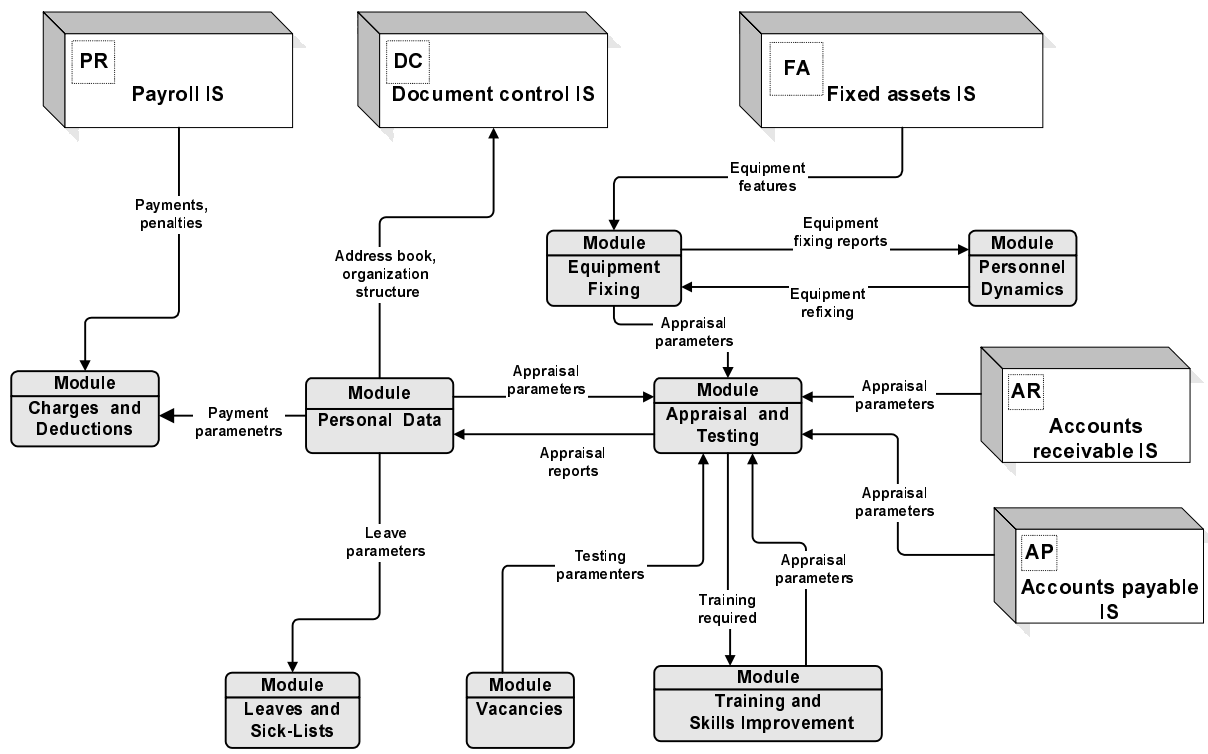 PR
Payroll IS
DC
Document control IS
FA
Fixed assets IS
Equipment
features
Payments,
penalties
Address book,
organization
structure
Module
Equipment
Fixing
Equipment
fixing reports
Module
Personnel
Dynamics
Equipment
refixing
Appraisal
parameters
Module
Charges and
Deductions
Payment
paramenetrs
Module
Personal Data
Appraisal
parameters
Module
Appraisal and
Testing
Appraisal
parameters
AR
Accounts
receivable IS
Appraisal
reports
Appraisal
parameters
AP
Accounts payable
IS
Leave
parameters
Testing
paramenters
Appraisal
parameters
Training
required
Module
Leaves and
Sick-Lists
Module
Vacancies
Module
Training and
Skills Improvement